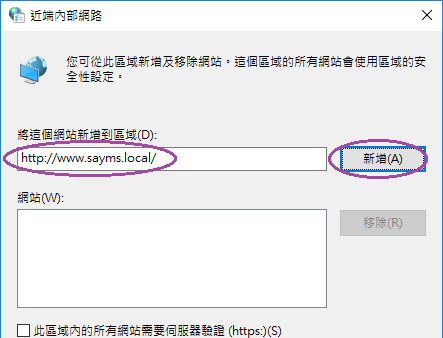 近端內部網路
您可從此區域新增及移除網站。這個區域的所有網站會使用區域的安
全性設定。
將這個網站新增到區域(D):
http://www.sayms.local/
新增(A)
網站(W):
移除(R)
此區域內的所有網站需要伺服器驗證 (https:)(S)